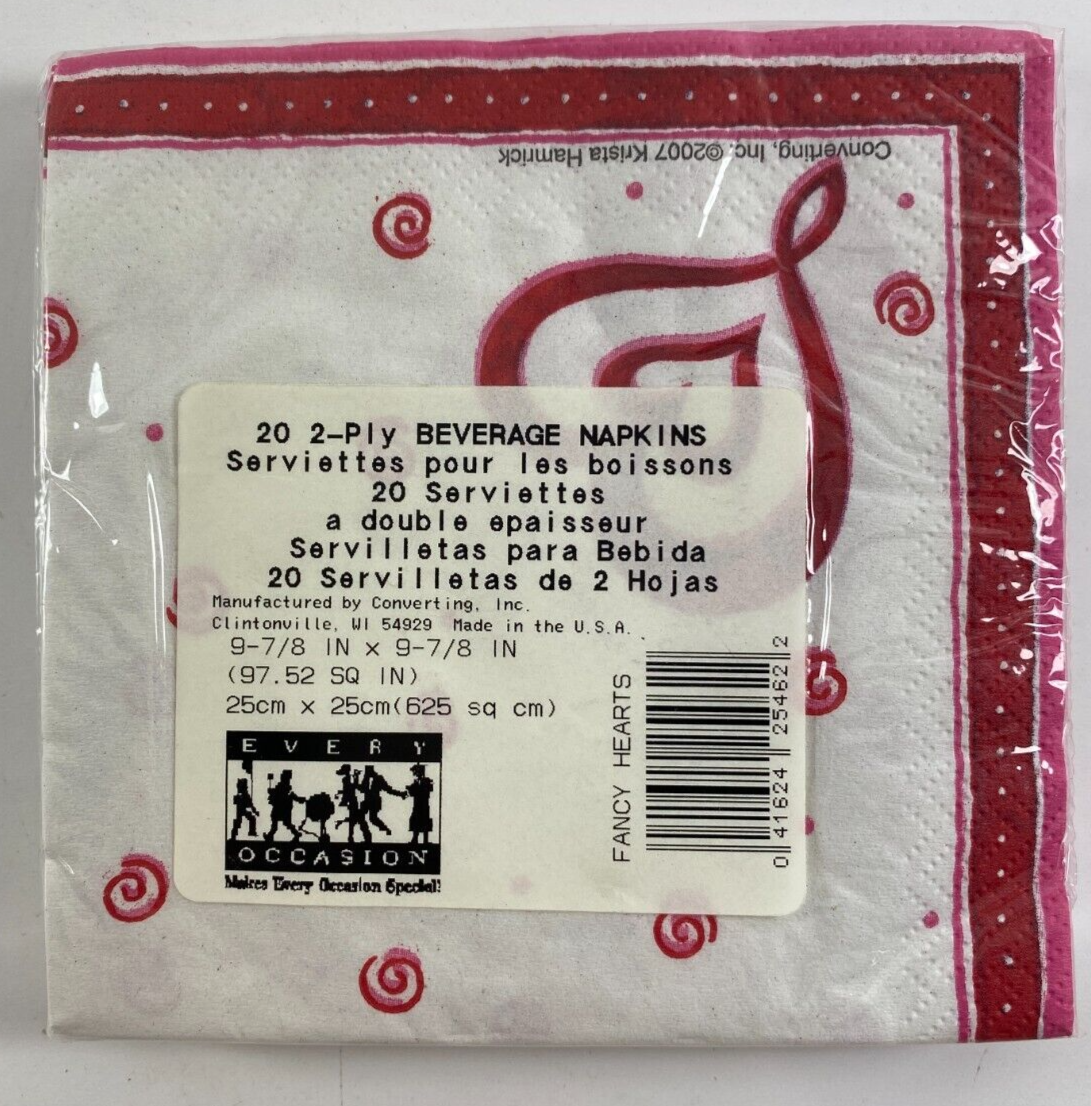 Converting, Inc. ©2007 Krista Hamrick
20 2-Ply BEVERAGE NAPKINS
Serviettes pour les boissons
20 Serviettes
a double epaisseur
Servilletas para Bebida
20 Servilletas de 2 Hojas
Manufactured by Converting, Inc.
Clintonville, WI 54929 Made in the U.S.A.
9-7/8 IN x 9-7/8 IN
(97.52 SQ IN)
25cm x 25cm(625 sq cm)
EVERY
OCCASION
Makes Every Occasion Special!
FANCY HEARTS
0 41624 25462 2